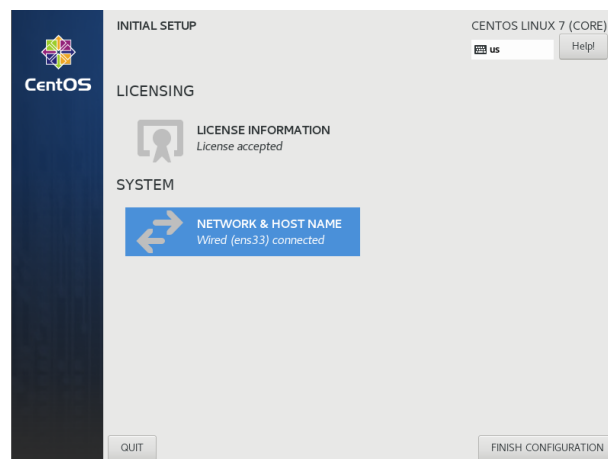 INITIAL SETUP
CENTOS LINUX 7 (CORE)
us
Help!
CentOS
LICENSING
LICENSE INFORMATION
License accepted
SYSTEM
NETWORK & HOST NAME
Wired (ens33) connected
QUIT
FINISH CONFIGURATION